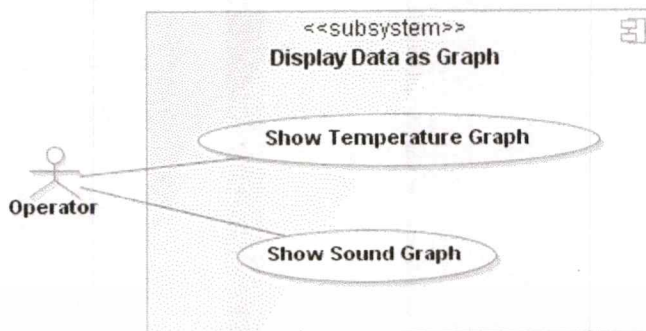 <<subsystem>>
Display Data as Graph
Show Temperature Graph
Operator
Show Sound Graph